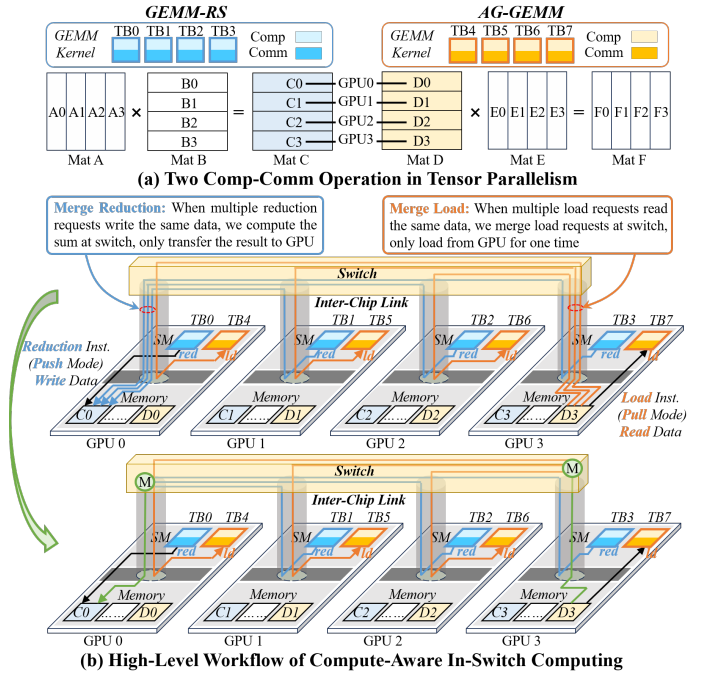 GEMM-RS
AG-GEMM
GEMM Kernel
TB0 TB1 TB2 TB3
Comp
Comm
GEMM Kernel
TB4 TB5 TB6 TB7
Comp
Comm
A0 A1 A2 A3
×
B0
B1
B2
B3
=
C0 GPU0 D0
C1 GPU1 D1
C2 GPU2 D2
C3 GPU3 D3
×
E0 E1 E2 E3
=
F0 F1 F2 F3
Mat A Mat B Mat C Mat D Mat E Mat F
(a) Two Comp-Comm Operation in Tensor Parallelism
Merge Reduction: When multiple reduction
requests write the same data, we compute the
sum at switch, only transfer the result to GPU
Merge Load: When multiple load requests read
the same data, we merge load requests at switch,
only load from GPU for one time
Switch
Inter-Chip Link
TB0 TB4 TB1 TB5 TB2 TB6 TB3 TB7
SM SM SM SM
red ld red ld red ld red ld
Reduction Inst.
(Push Mode)
Write Data
Memory Memory Memory Memory
Load Inst.
(Pull Mode)
Read Data
C0 ...... D0 C1 ...... D1 C2 ...... D2 C3 ...... D3
GPU 0 GPU 1 GPU 2 GPU 3
M Switch M
Inter-Chip Link
TB0 TB4 TB1 TB5 TB2 TB6 TB3 TB7
SM SM SM SM
red ld red ld red ld red ld
Memory Memory Memory Memory
C0 ...... D0 C1 ...... D1 C2 ...... D2 C3 ...... D3
GPU 0 GPU 1 GPU 2 GPU 3
(b) High-Level Workflow of Compute-Aware In-Switch Computing